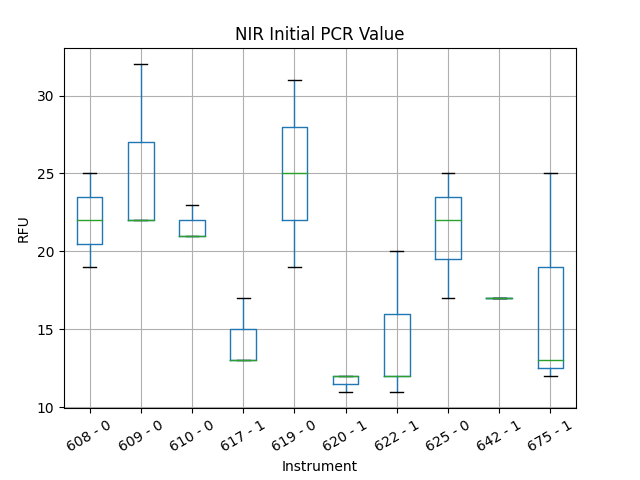 NIR Initial PCR Value
RFU
30
25
20
15
10
608 - 0
609 - 0
610 - 0
617 - 1
619 - 0
620 - 1
622 - 1
625 - 0
642 - 1
675 - 1
Instrument